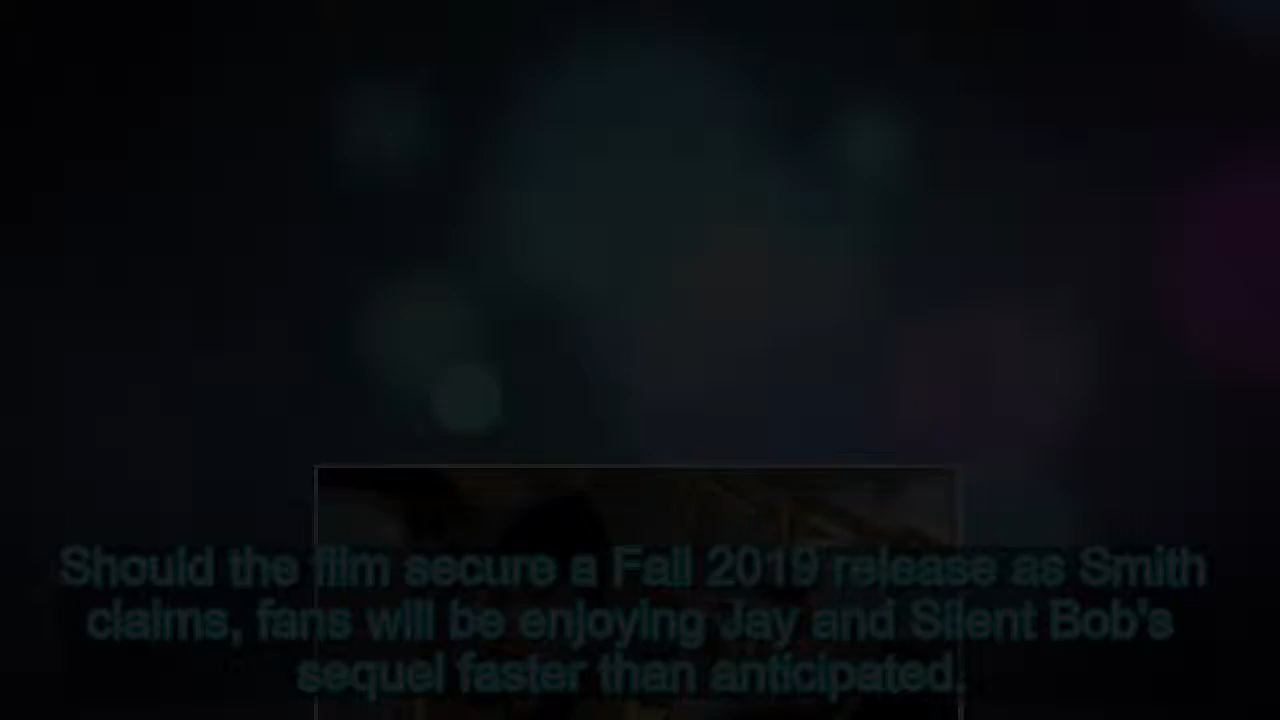 Should the film secure a Fall 2019 release as Smith
claims, fans will be enjoying Jay and Silent Bob's
sequel faster than anticipated.